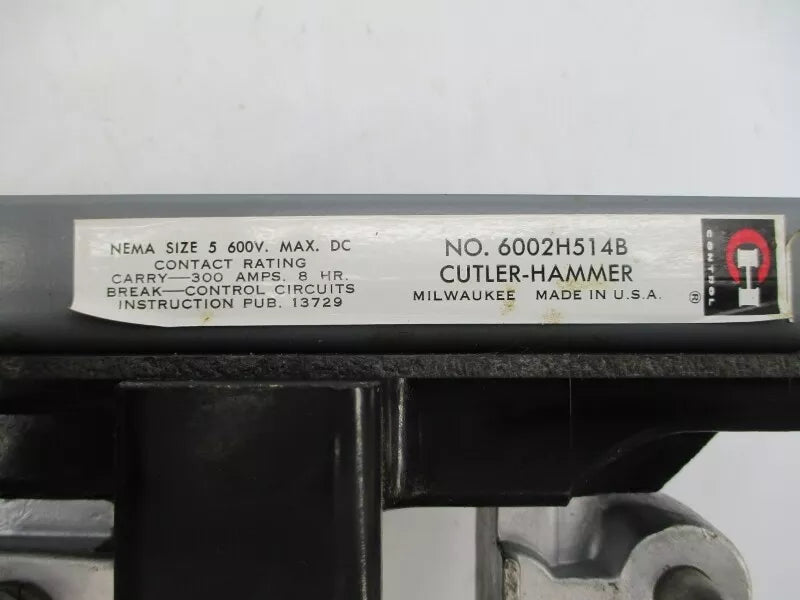 NEMA SIZE 5 600V. MAX. DC
CONTACT RATING
CARRY—300 AMPS. 8 HR.
BREAK—CONTROL CIRCUITS
INSTRUCTION PUB. 13729
NO. 6002H514B
CUTLER-HAMMER
MILWAUKEE MADE IN U.S.A.
CONTROL
®